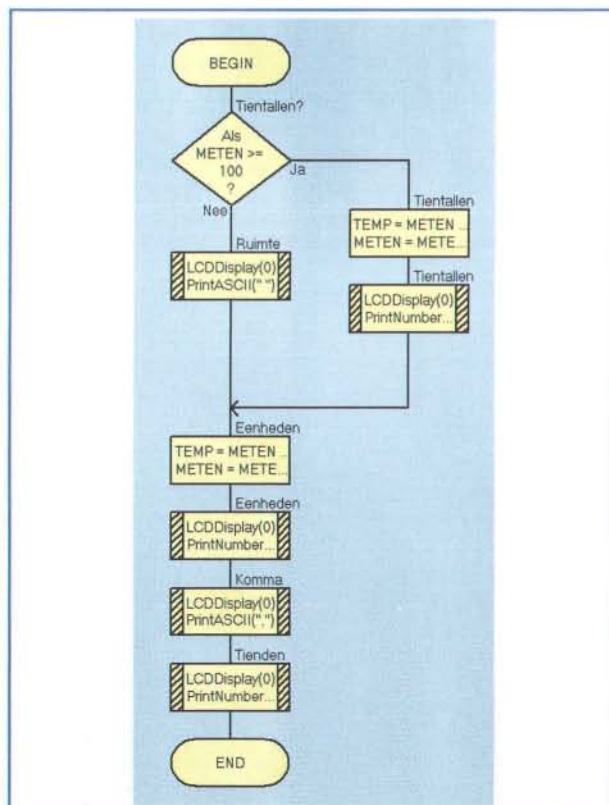 BEGIN
Tientallen?
Als
METEN >=
100
?
Ja
Nee
Tientallen
TEMP = METEN ...
METEN = METE...
Ruimte
LCDDisplay(0)
PrintASCII(" ")
Tientallen
LCDDisplay(0)
PrintNumber...
Eenheden
TEMP = METEN ...
METEN = METE...
Eenheden
LCDDisplay(0)
PrintNumber...
Komma
LCDDisplay(0)
PrintASCII(",")
Tienden
LCDDisplay(0)
PrintNumber...
END